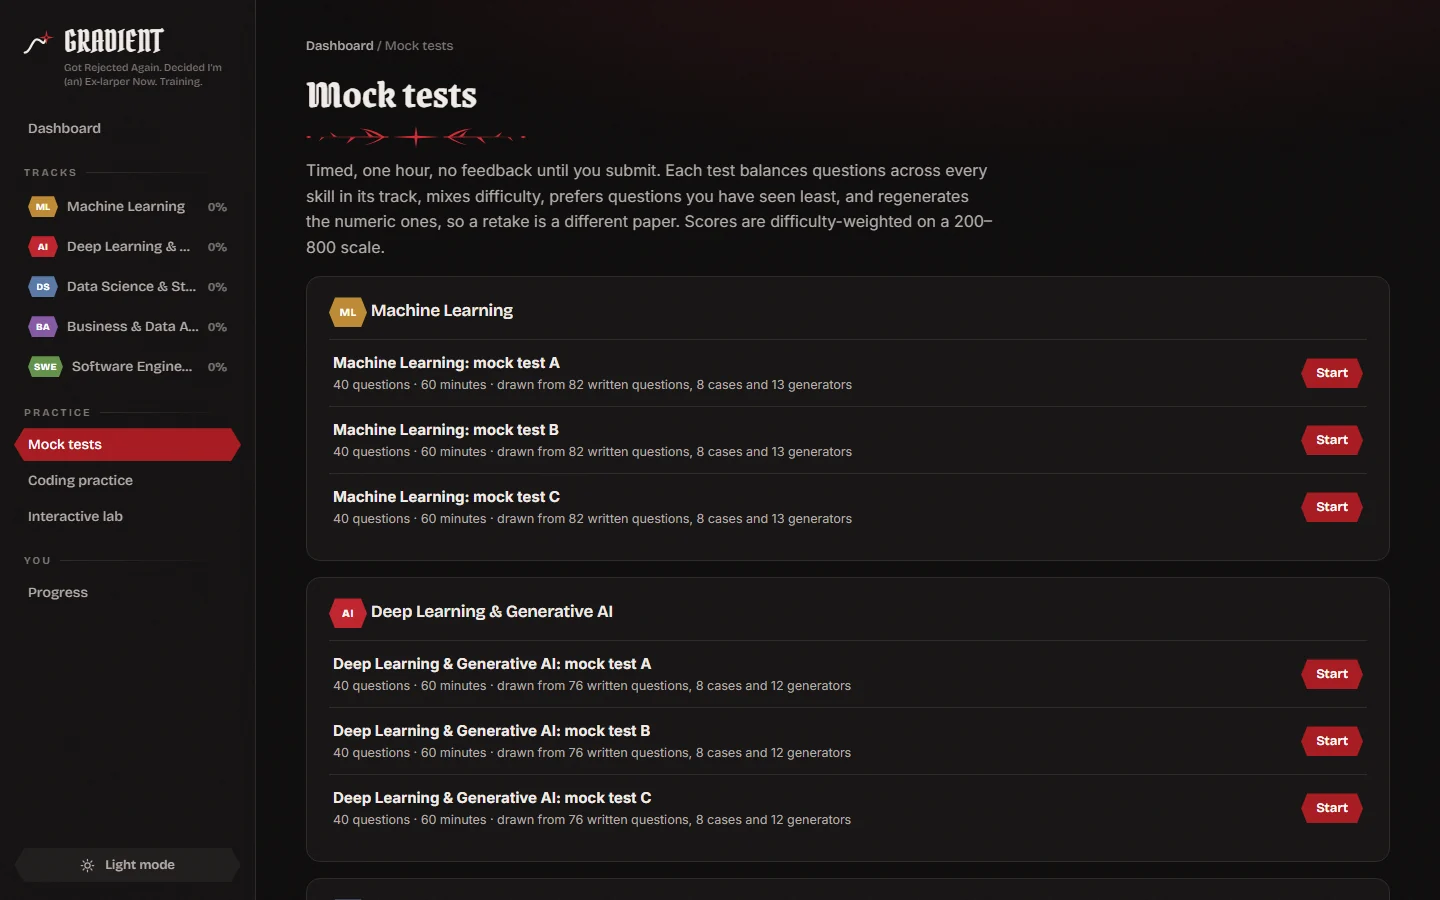 GRADIENT
Got Rejected Again. Decided I'm
(an) Ex-larper Now. Training.
Dashboard
TRACKS
ML Machine Learning 0%
AI Deep Learning & ... 0%
DS Data Science & St... 0%
BA Business & Data A... 0%
SWE Software Engine... 0%
PRACTICE
Mock tests
Coding practice
Interactive lab
YOU
Progress
Light mode
Dashboard / Mock tests
Mock tests
Timed, one hour, no feedback until you submit. Each test balances questions across every
skill in its track, mixes difficulty, prefers questions you have seen least, and regenerates
the numeric ones, so a retake is a different paper. Scores are difficulty-weighted on a 200–
800 scale.
ML Machine Learning
Machine Learning: mock test A
40 questions · 60 minutes · drawn from 82 written questions, 8 cases and 13 generators
Start
Machine Learning: mock test B
40 questions · 60 minutes · drawn from 82 written questions, 8 cases and 13 generators
Start
Machine Learning: mock test C
40 questions · 60 minutes · drawn from 82 written questions, 8 cases and 13 generators
Start
AI Deep Learning & Generative AI
Deep Learning & Generative AI: mock test A
40 questions · 60 minutes · drawn from 76 written questions, 8 cases and 12 generators
Start
Deep Learning & Generative AI: mock test B
40 questions · 60 minutes · drawn from 76 written questions, 8 cases and 12 generators
Start
Deep Learning & Generative AI: mock test C
40 questions · 60 minutes · drawn from 76 written questions, 8 cases and 12 generators
Start